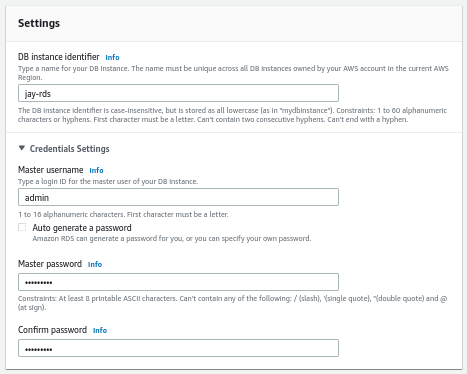 Settings
DB instance identifier Info
Type a name for your DB instance. The name must be unique across all DB instances owned by your AWS account in the current AWS
Region.
jay-rds
The DB instance identifier is case-insensitive, but is stored as all lowercase (as in "mydbinstance"). Constraints: 1 to 60 alphanumeric
characters or hyphens. First character must be a letter. Can't contain two consecutive hyphens. Can't end with a hyphen.
Credentials Settings
Master username Info
Type a login ID for the master user of your DB instance.
admin
1 to 16 alphanumeric characters. First character must be a letter.
Auto generate a password
Amazon RDS can generate a password for you, or you can specify your own password.
Master password Info
•••••••••
Constraints: At least 8 printable ASCII characters. Can't contain any of the following: / (slash), '(single quote), "(double quote) and @
(at sign).
Confirm password Info
•••••••••